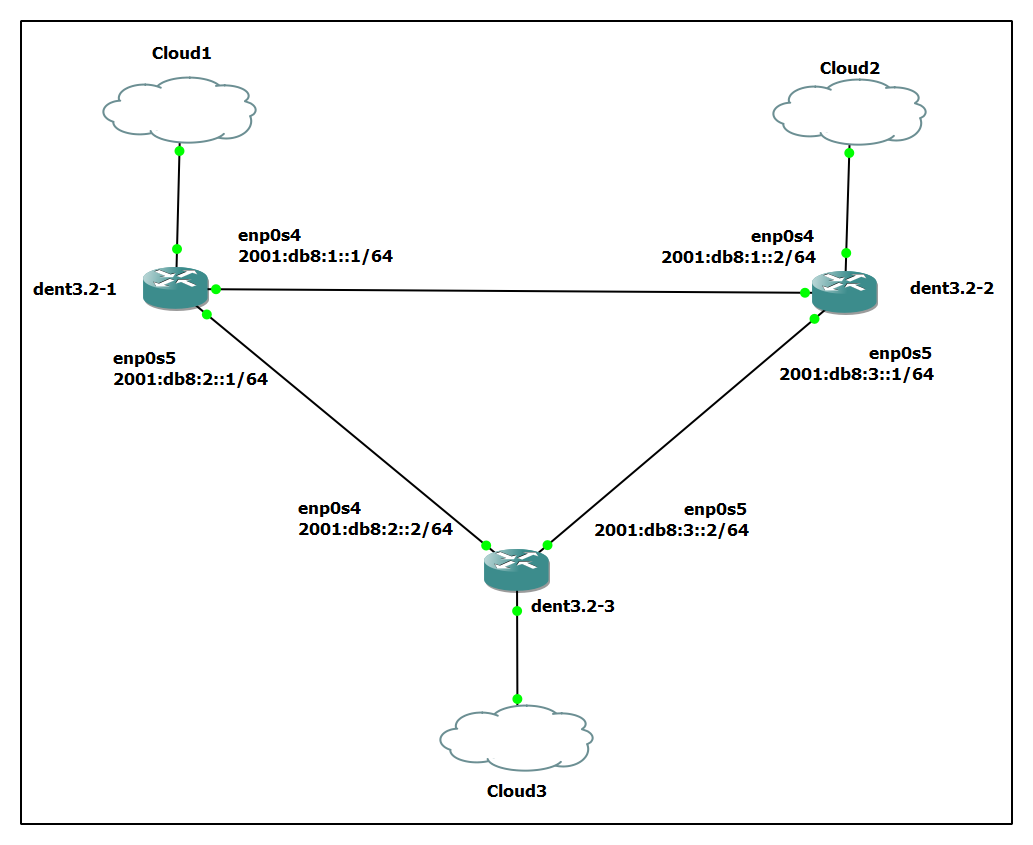 Cloud1
Cloud2
enp0s4
2001:db8:1::1/64
enp0s4
2001:db8:1::2/64
dent3.2-1
dent3.2-2
enp0s5
2001:db8:2::1/64
enp0s5
2001:db8:3::1/64
enp0s4
2001:db8:2::2/64
enp0s5
2001:db8:3::2/64
dent3.2-3
Cloud3